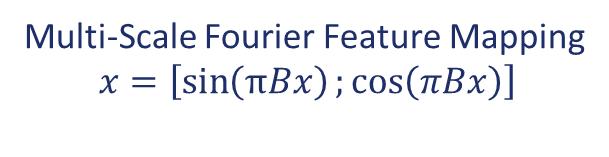 Multi-Scale Fourier Feature Mapping
𝑥 = [sin(π𝐵𝑥) ; cos(𝜋𝐵𝑥)]